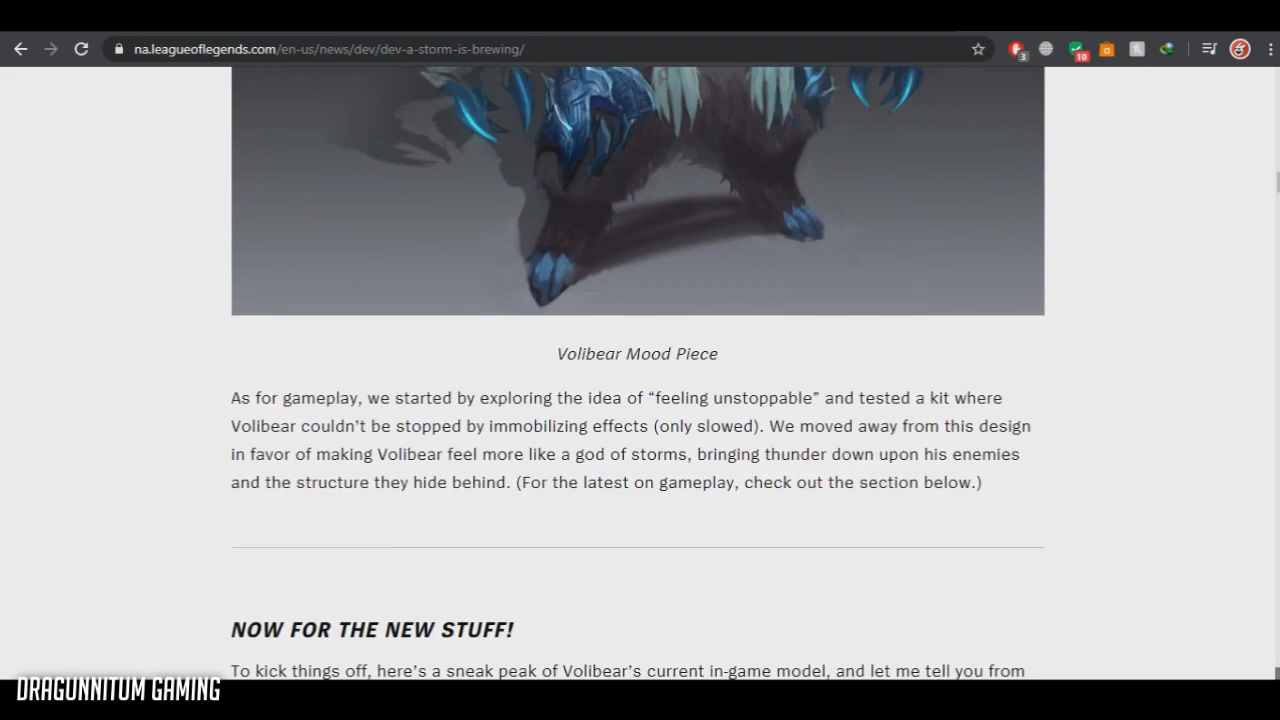 na.leagueoflegends.com/en-us/news/dev/dev-a-storm-is-brewing/
3
10
Volibear Mood Piece
As for gameplay, we started by exploring the idea of “feeling unstoppable” and tested a kit where
Volibear couldn’t be stopped by immobilizing effects (only slowed). We moved away from this design
in favor of making Volibear feel more like a god of storms, bringing thunder down upon his enemies
and the structure they hide behind. (For the latest on gameplay, check out the section below.)
NOW FOR THE NEW STUFF!
To kick things off, here’s a sneak peak of Volibear’s current in-game model, and let me tell you from
DRAGUNNITUM GAMING